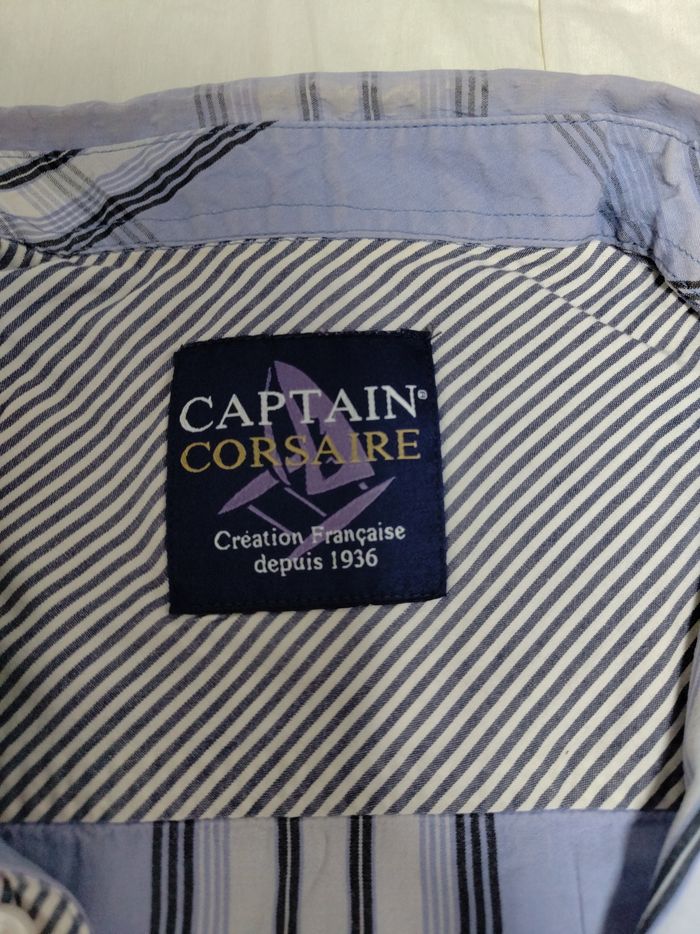 CAPTAIN®
CORSAIRE
Création Française
depuis 1936